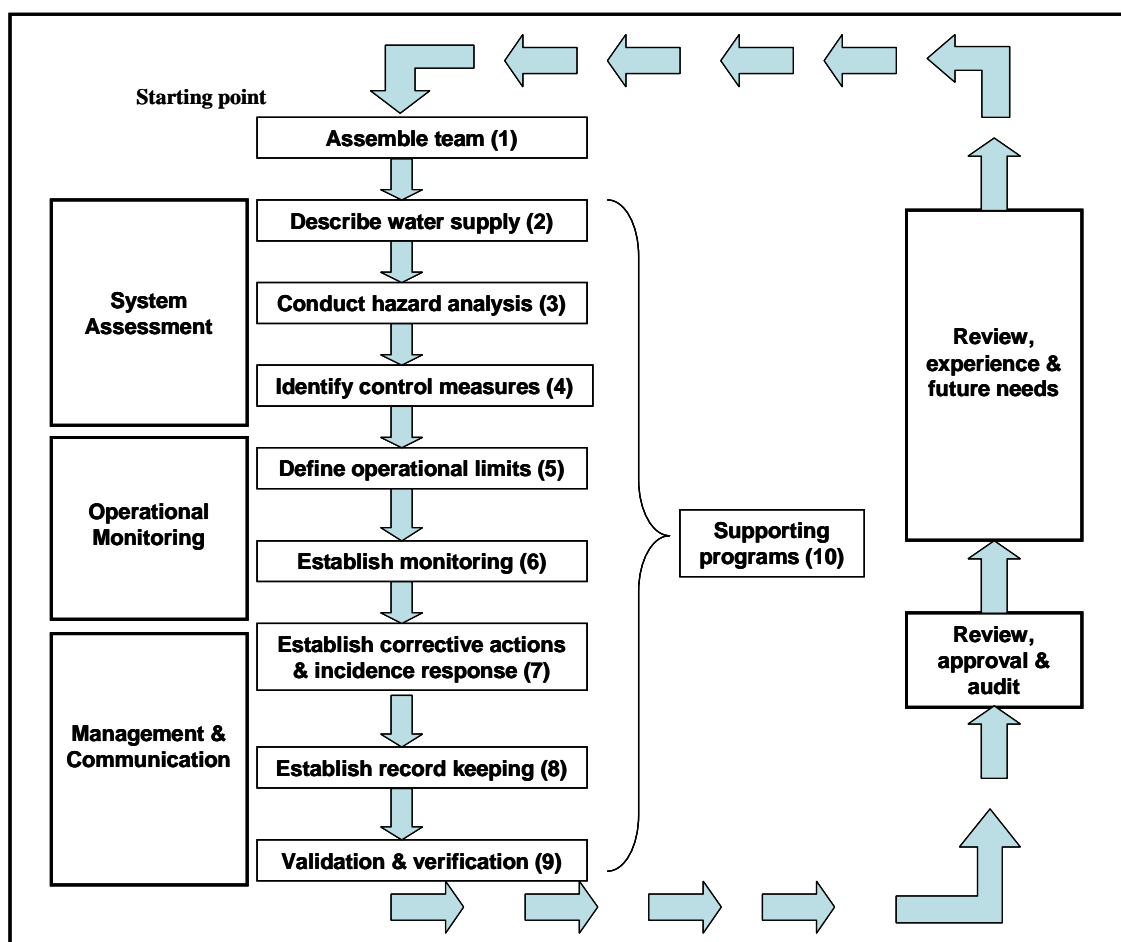 Starting point
Assemble team (1)
Describe water supply (2)
Conduct hazard analysis (3)
Identify control measures (4)
Define operational limits (5)
Establish monitoring (6)
Establish corrective actions
& incidence response (7)
Establish record keeping (8)
Validation & verification (9)
System
Assessment
Operational
Monitoring
Management &
Communication
Supporting
programs (10)
Review,
experience &
future needs
Review,
approval &
audit